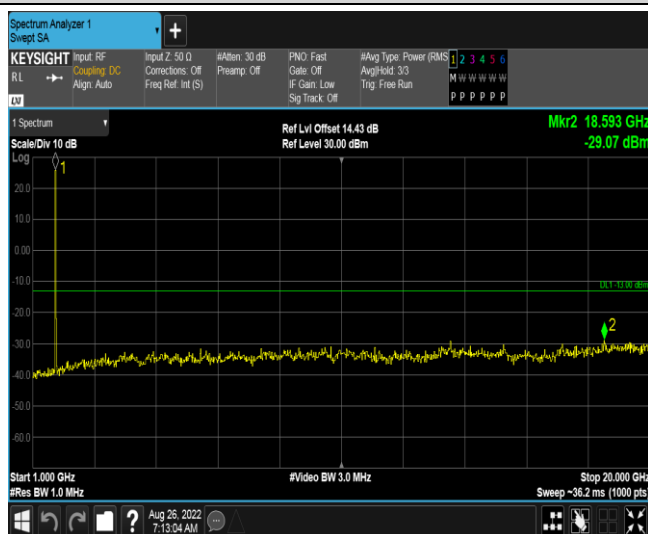 Spectrum Analyzer 1
Swept SA
+
KEYSIGHT Input: RF Input Z: 50 Ω #Atten: 30 dB PNO: Fast #Avg Type: Power (RMS 1 2 3 4 5 6
RL Coupling: DC Corrections: Off Preamp: Off Gate: Off Avg|Hold: 3/3 M W W W W W
Align: Auto Freq Ref: Int (S) IF Gain: Low Trig: Free Run
Sig Track: Off P P P P P P
LXI
1 Spectrum Ref Lvl Offset 14.43 dB Mkr2 18.593 GHz
Scale/Div 10 dB Ref Level 30.00 dBm -29.07 dBm
Log
1
20.0
10.0
0.00
-10.0
DL1 -13.00 dBm
-20.0
2
-30.0
-40.0
-50.0
-60.0
Start 1.000 GHz #Video BW 3.0 MHz Stop 20.000 GHz
#Res BW 1.0 MHz Sweep ~36.2 ms (1000 pts)
? Aug 26, 2022
7:13:04 AM